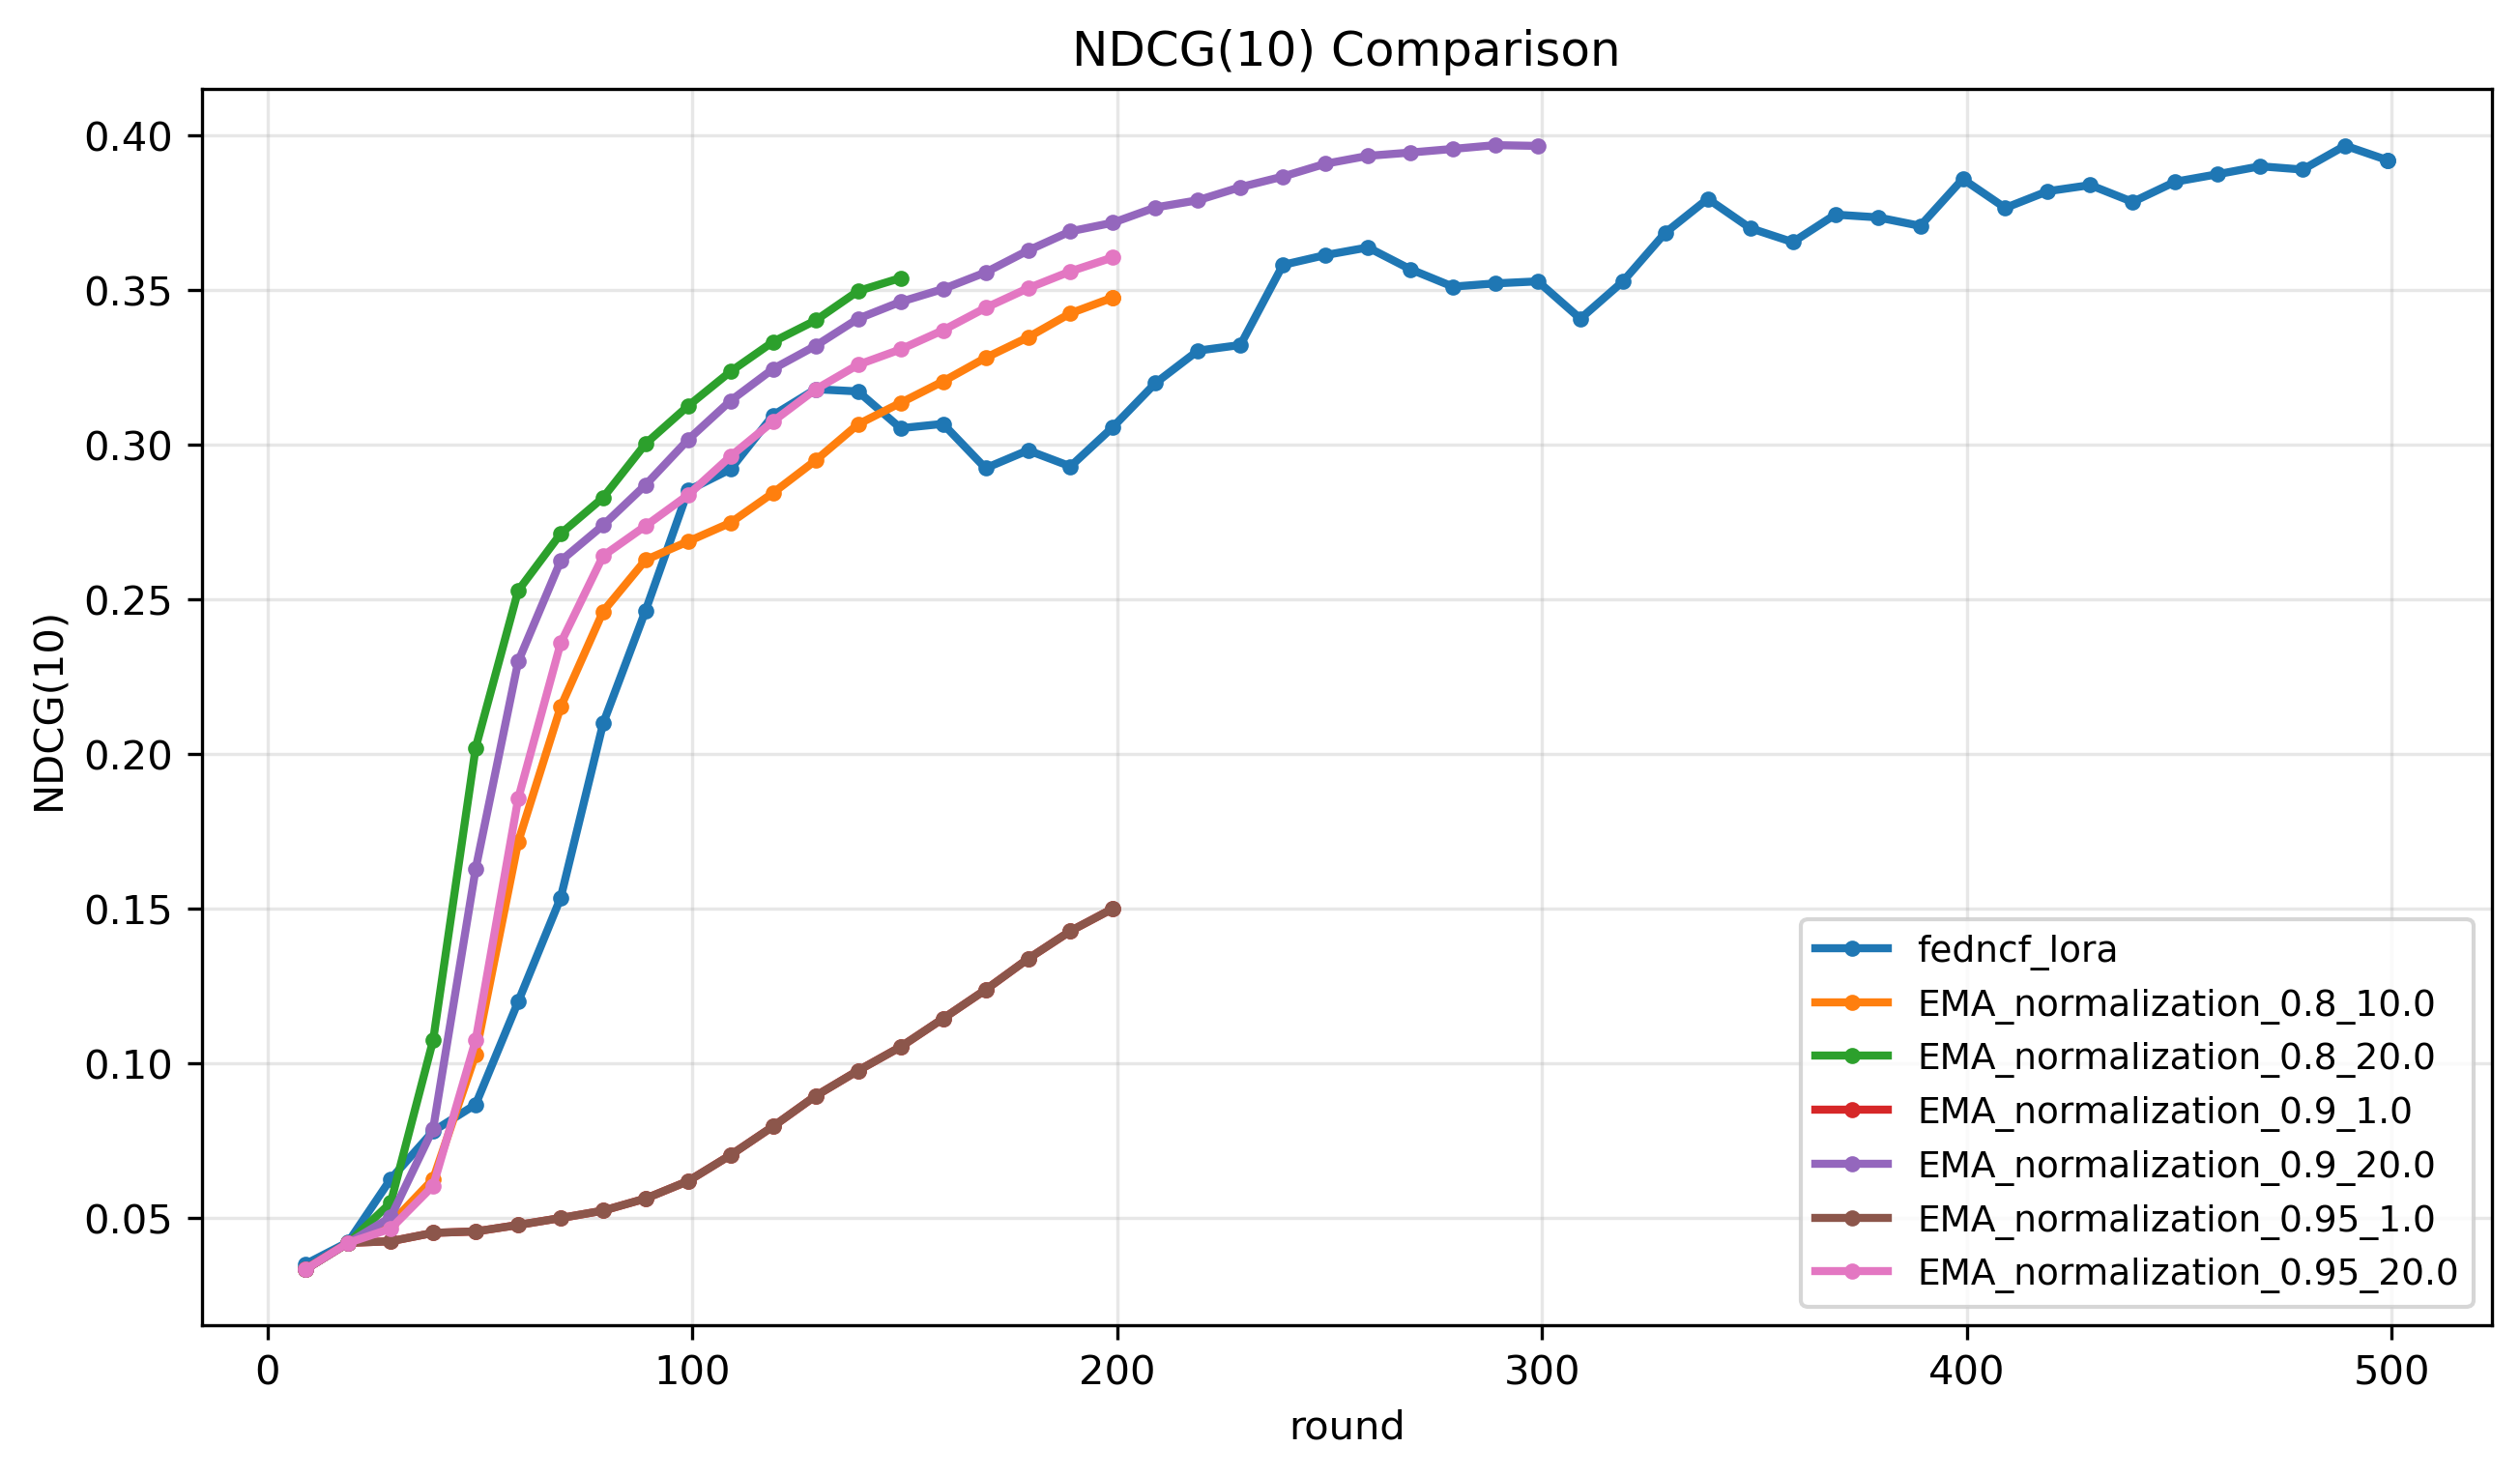 NDCG(10) Comparison
NDCG(10)
0.40
0.35
0.30
0.25
0.20
0.15
0.10
0.05
0
100
200
300
400
500
round
fedncf_lora
EMA_normalization_0.8_10.0
EMA_normalization_0.8_20.0
EMA_normalization_0.9_1.0
EMA_normalization_0.9_20.0
EMA_normalization_0.95_1.0
EMA_normalization_0.95_20.0